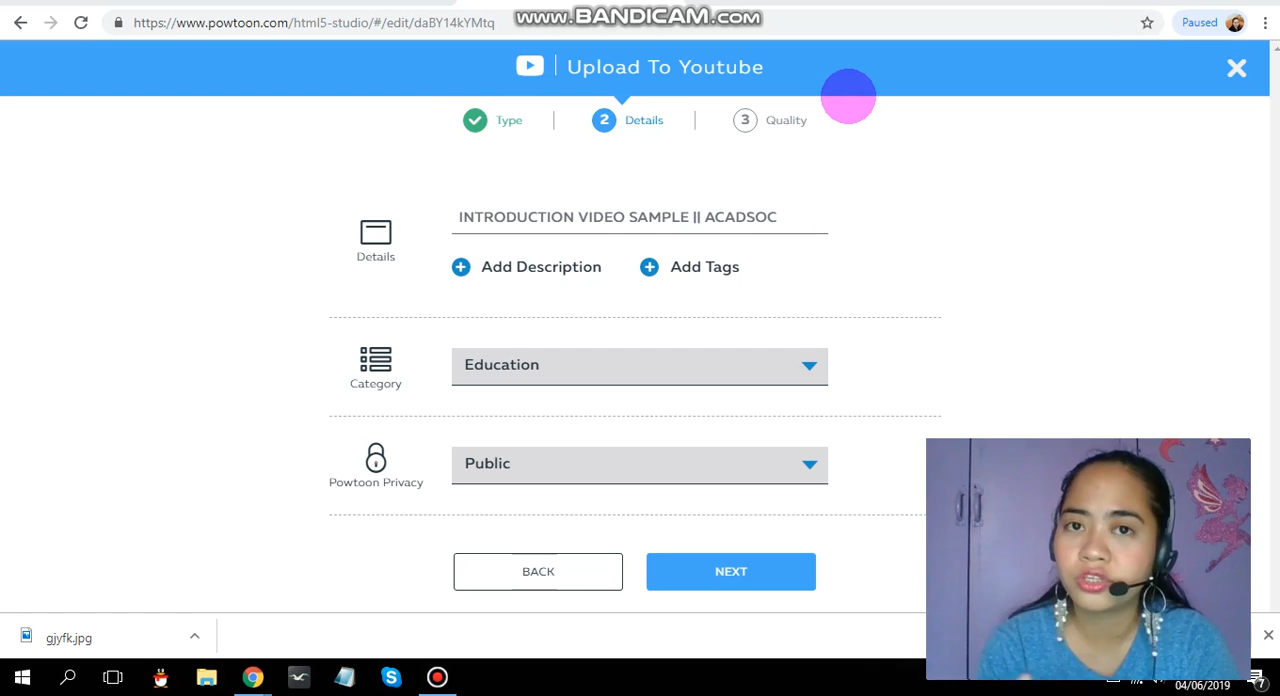 https://www.powtoon.com/html5-studio/#/edit/daBY14kYMtq
www.BANDICAM.com
Paused
Upload To Youtube
Type
2
Details
3
Quality
INTRODUCTION VIDEO SAMPLE || ACADSOC
Details
Add Description
Add Tags
Education
Category
Public
Powtoon Privacy
BACK
NEXT
gjyfk.jpg
04/06/2019
7